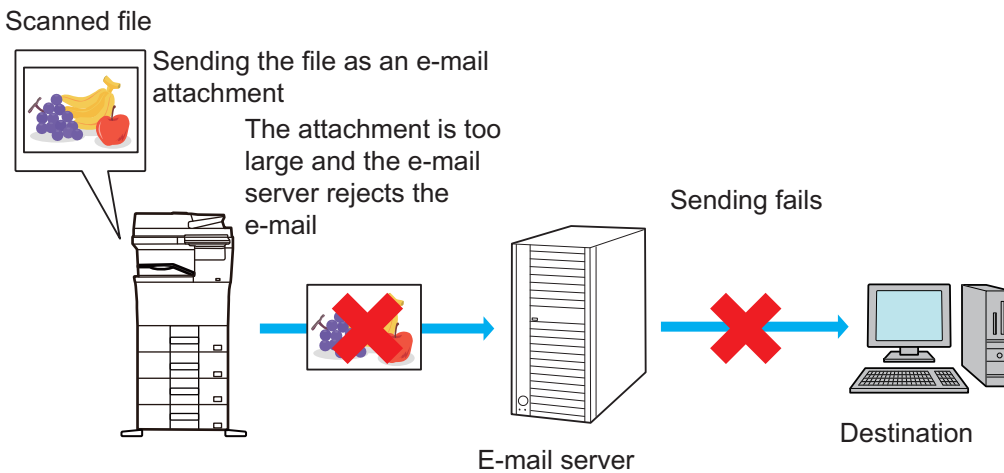 Scanned file
Sending the file as an e-mail
attachment
The attachment is too
large and the e-mail
server rejects the
e-mail
Sending fails
Destination
E-mail server